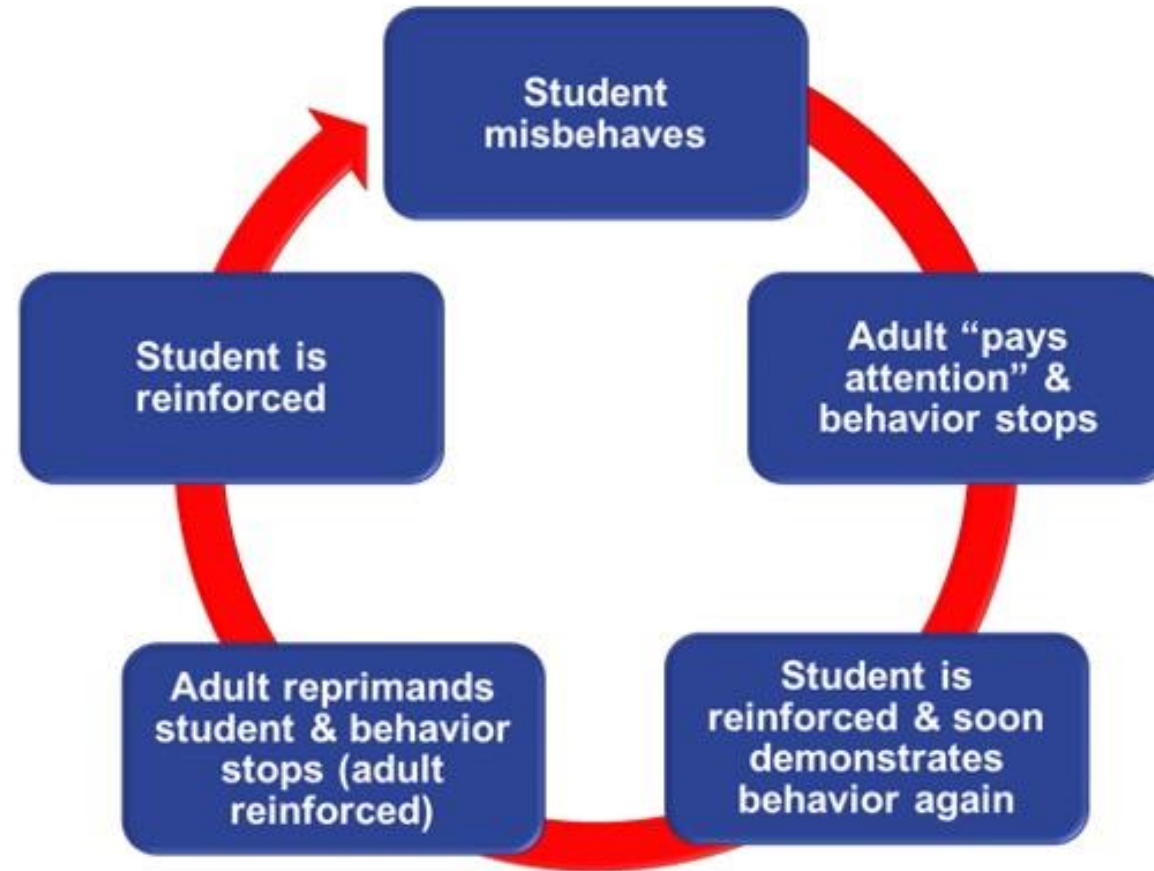 Student
misbehaves
Adult “pays
attention” &
behavior stops
Student is
reinforced & soon
demonstrates
behavior again
Adult reprimands
student & behavior
stops (adult
reinforced)
Student is
reinforced